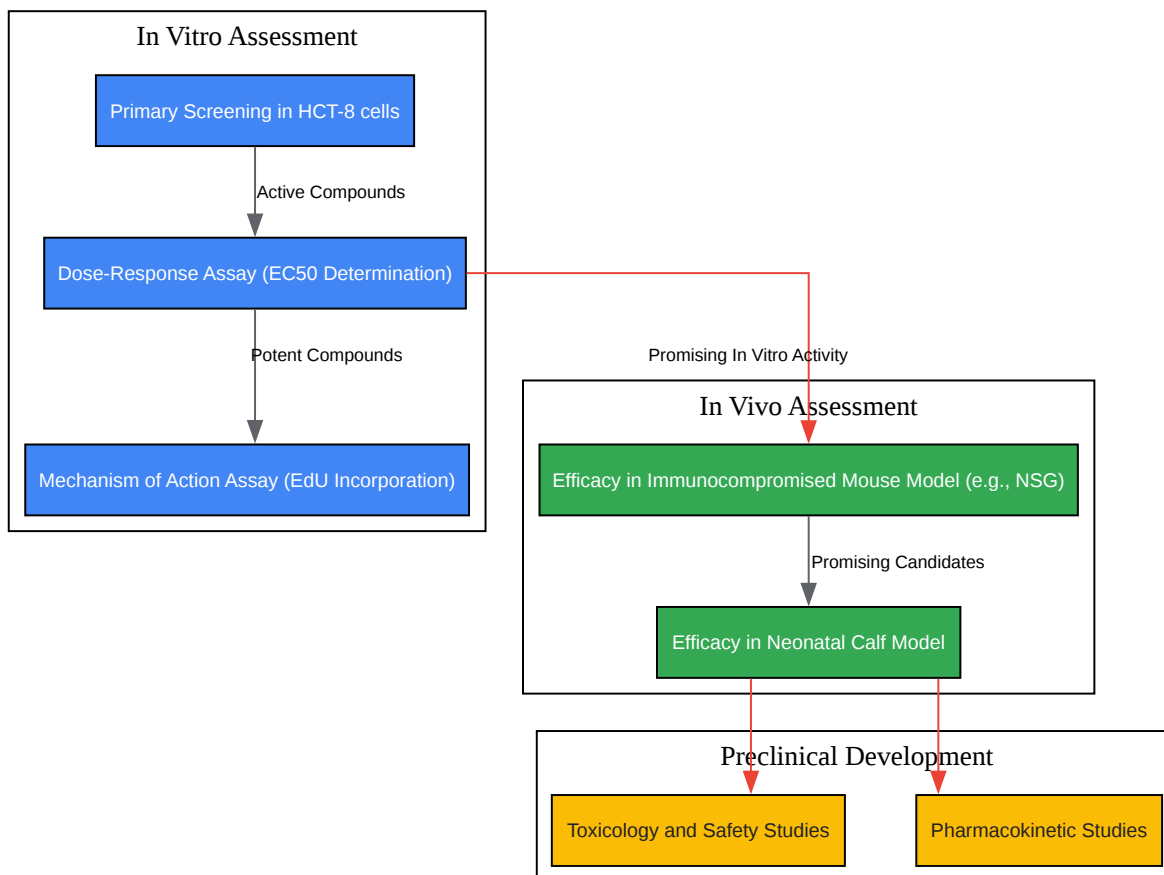 In Vitro Assessment
Primary Screening in HCT-8 cells
Active Compounds
Dose-Response Assay (EC50 Determination)
Potent Compounds
Promising In Vitro Activity
Mechanism of Action Assay (EdU Incorporation)
In Vivo Assessment
Efficacy in Immunocompromised Mouse Model (e.g., NSG)
Promising Candidates
Efficacy in Neonatal Calf Model
Preclinical Development
Toxicology and Safety Studies
Pharmacokinetic Studies